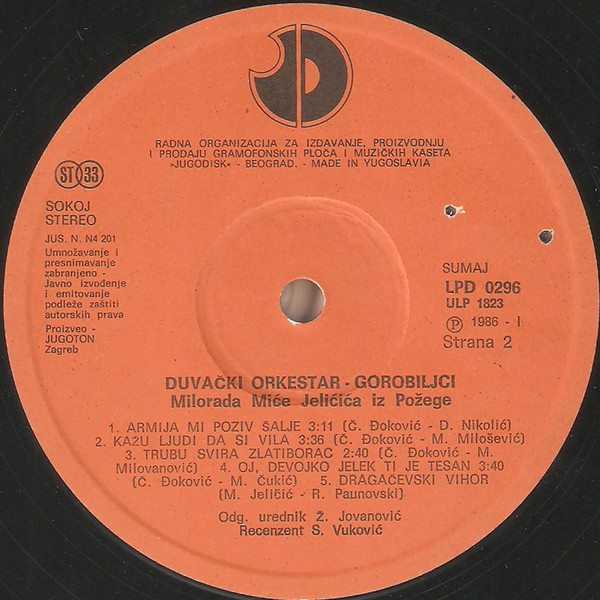 RADNA ORGANIZACIJA ZA IZDAVANJE, PROIZVODNJU
I PRODAJU GRAMOFONSKIH PLOČA I MUZIČKIH KASETA
»JUGODISK« - BEOGRAD. - MADE IN YUGOSLAVIA
ST 33
SOKOJ
STEREO
JUS. N. N4 201
Umnožavanje i
presnimavanje
zabranjeno -
Javno izvođenje
i emitovanje
podleže zaštiti
autorskih prava
Proizveo -
JUGOTON
Zagreb
SUMAJ
LPD 0296
ULP 1823
Ⓟ 1986 - I
Strana 2
DUVAČKI ORKESTAR - GOROBILJCI
Milorada Miće Jeličića iz Požege
1. ARMIJA MI POZIV ŠALJE 3:11 (Č. Đoković - D. Nikolić)
2. KAŽU LJUDI DA SI VILA 3:36 (Č. Đoković - M. Milošević)
3. TRUBU SVIRA ZLATIBORAC 2:40 (Č. Đoković - M.
Milovanović) 4. OJ, DEVOJKO JELEK TI JE TESAN 3:40
(Č. Đoković - M. Čukić) 5. DRAGAČEVSKI VIHOR
(M. Jeličić - R. Paunovski)
Odg. urednik Ž. Jovanović
Recenzent S. Vuković